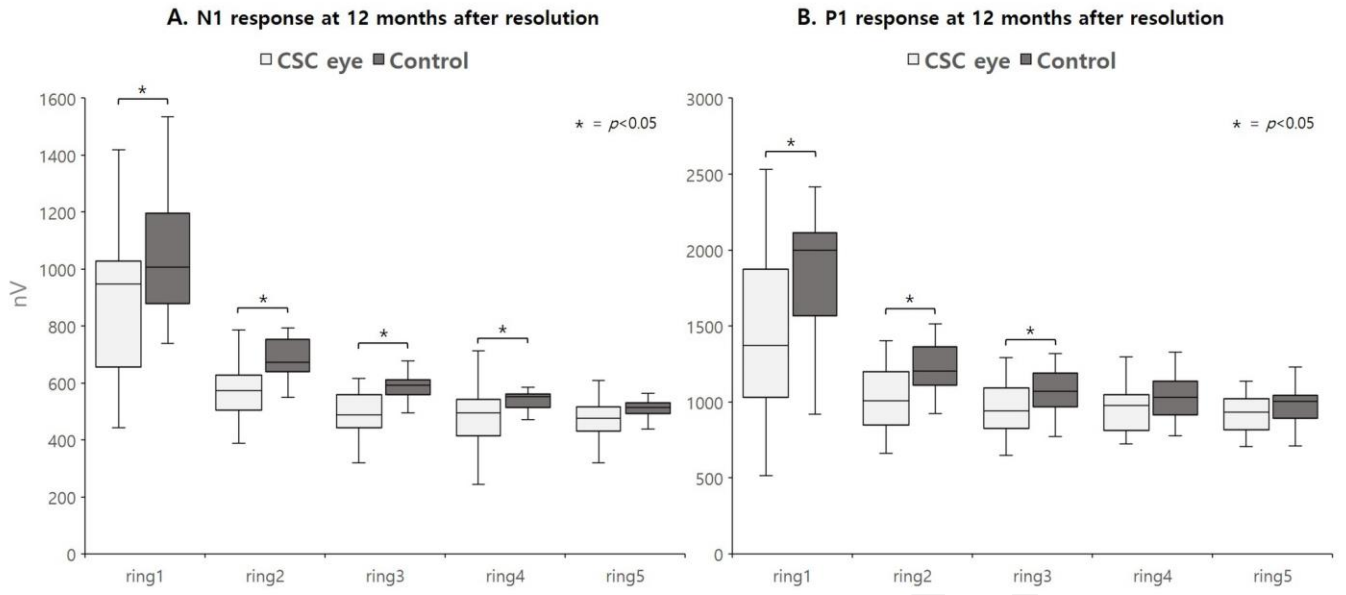 A. N1 response at 12 months after resolution
CSC eye Control
* = p<0.05
nV
1600
1400
1200
1000
800
600
400
200
0
*
*
*
*
ring1 ring2 ring3 ring4 ring5
B. P1 response at 12 months after resolution
CSC eye Control
* = p<0.05
3000
2500
2000
1500
1000
500
0
*
*
*
ring1 ring2 ring3 ring4 ring5